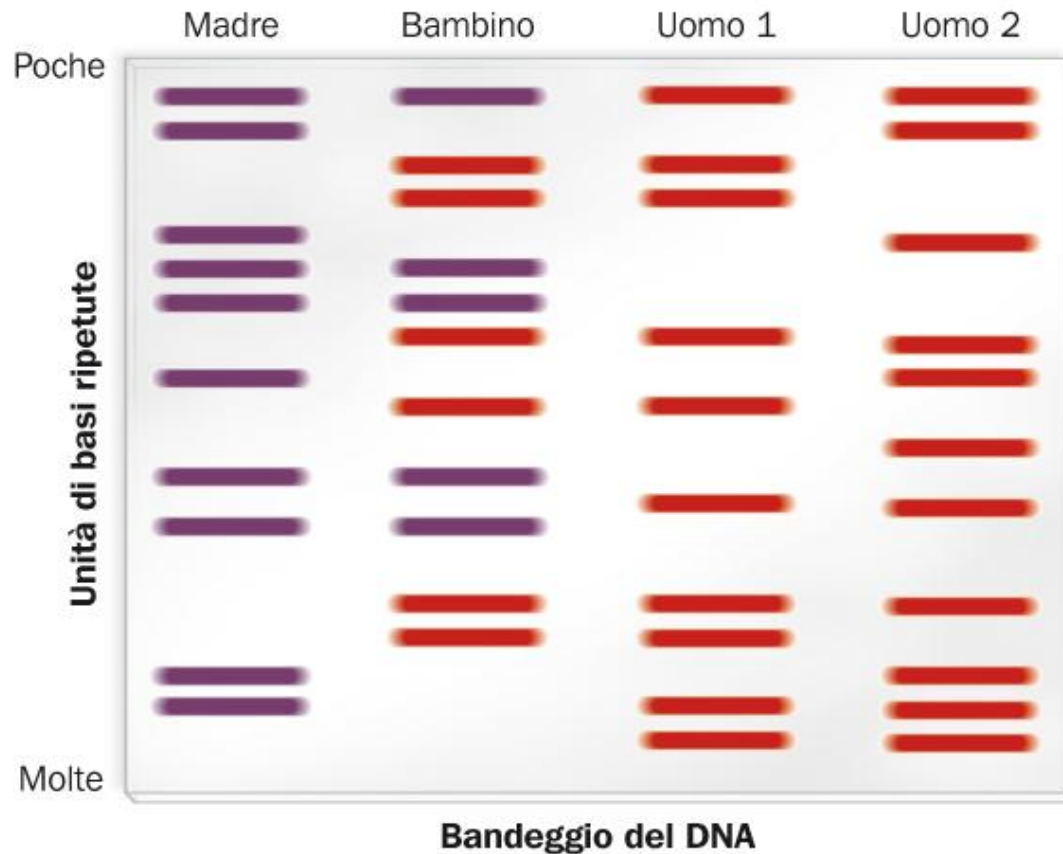 Madre Bambino Uomo 1 Uomo 2
Poche
Unità di basi ripetute
Molte
Bandeggio del DNA